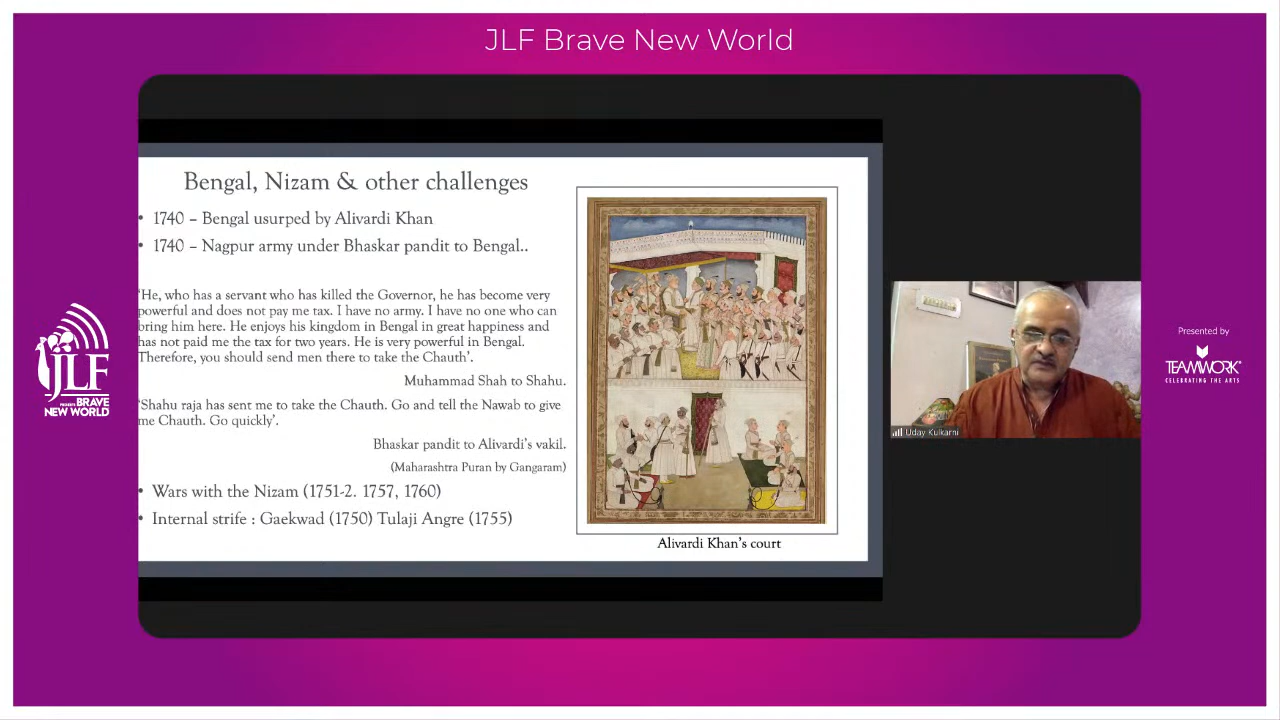 JLF Brave New World
Bengal, Nizam & other challenges
• 1740 – Bengal usurped by Alivardi Khan
• 1740 – Nagpur army under Bhaskar pandit to Bengal..
'He, who has a servant who has killed the Governor, he has become very
powerful and does not pay me tax. I have no army. I have no one who can
bring him here. He enjoys his kingdom in Bengal in great happiness and
has not paid me the tax for two years. He is very powerful in Bengal.
Therefore, you should send men there to take the Chauth'.
Muhammad Shah to Shahu.
'Shahu raja has sent me to take the Chauth. Go and tell the Nawab to give
me Chauth. Go quickly'.
Bhaskar pandit to Alivardi's vakil.
(Maharashtra Puran by Gangaram)
• Wars with the Nizam (1751-2. 1757, 1760)
• Internal strife : Gaekwad (1750) Tulaji Angre (1755)
Alivardi Khan's court
Uday Kulkarni
JLF
BRAVE
NEW WORLD
Presented by
TEAMWORK
CELEBRATING THE ARTS